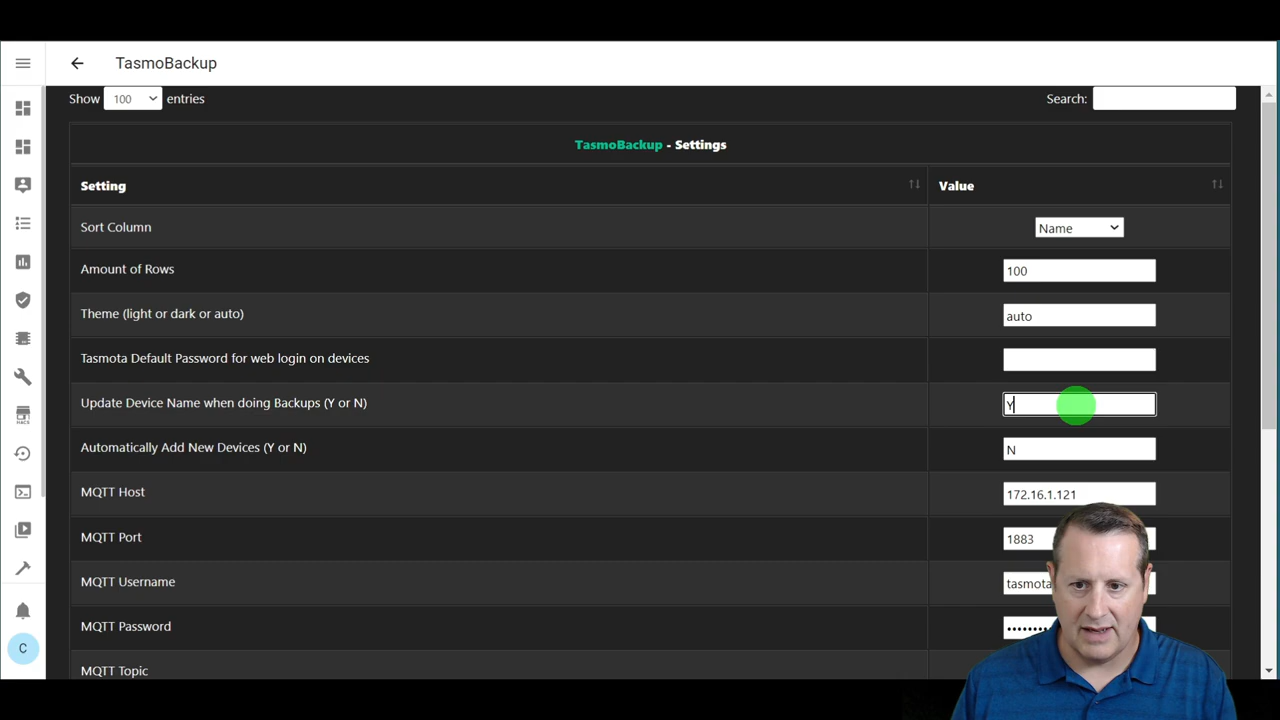 TasmoBackup
Show 100 entries
Search:
TasmoBackup - Settings
Setting Value
Sort Column Name
Amount of Rows 100
Theme (light or dark or auto) auto
Tasmota Default Password for web login on devices
Update Device Name when doing Backups (Y or N) Y
Automatically Add New Devices (Y or N) N
MQTT Host 172.16.1.121
MQTT Port 1883
MQTT Username tasmota
MQTT Password ••••••••
MQTT Topic
HACS
C